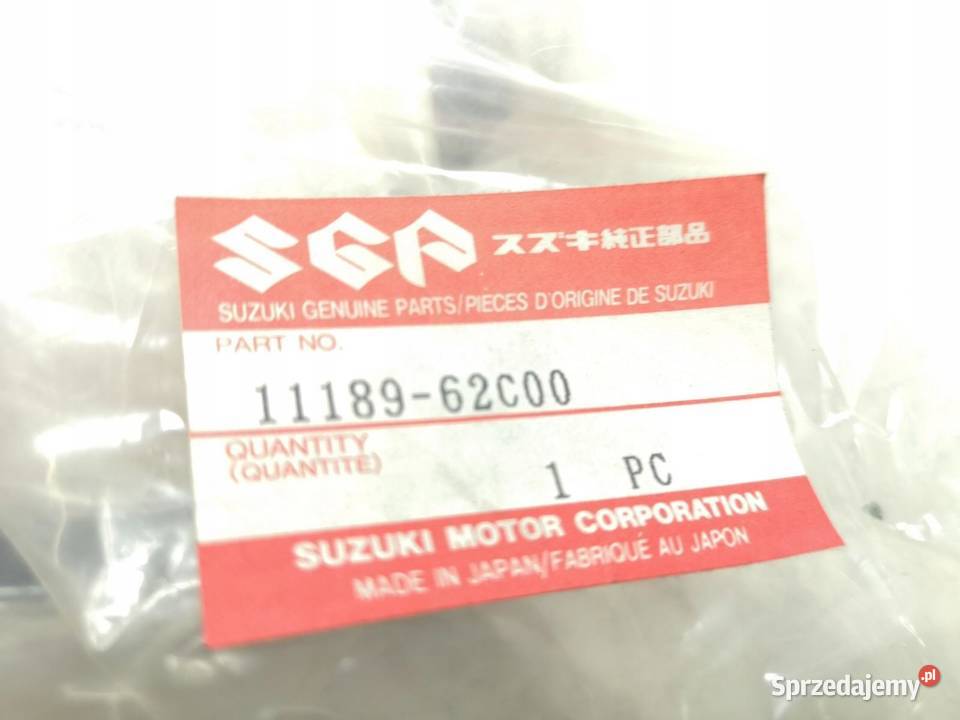 SGP スズキ純正部品
SUZUKI GENUINE PARTS/PIECES D'ORIGINE DE SUZUKI
PART NO.
11189-62C00
QUANTITY
(QUANTITÉ)
1 PC
SUZUKI MOTOR CORPORATION
MADE IN JAPAN/FABRIQUÉ AU JAPON
Sprzedajemy.pl